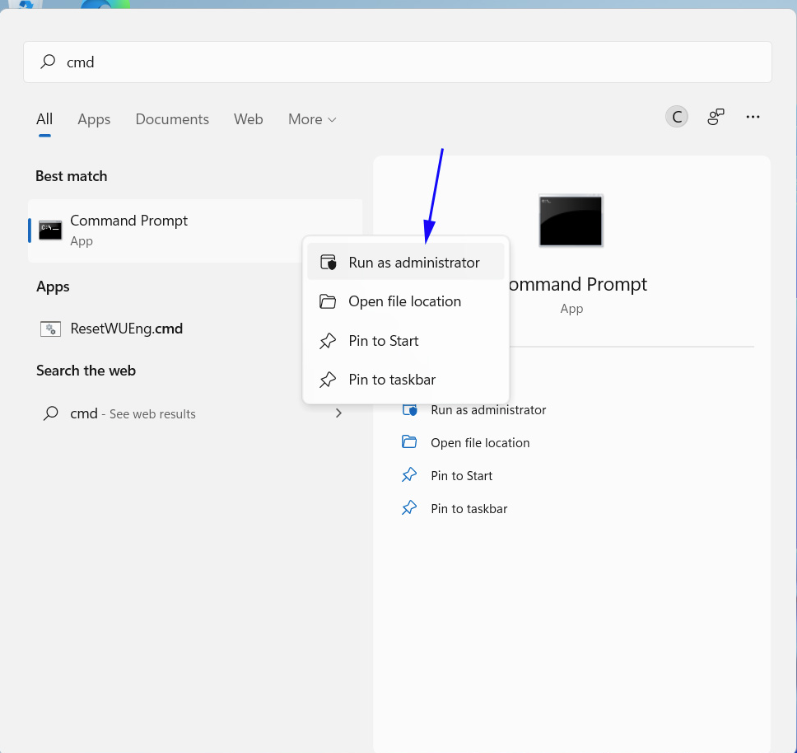 cmd
All Apps Documents Web More
C
Best match
Command Prompt
App
Apps
ResetWUEng.cmd
Search the web
cmd - See web results
Run as administrator
Open file location
Pin to Start
Pin to taskbar
ommand Prompt
App
Run as administrator
Open file location
Pin to Start
Pin to taskbar